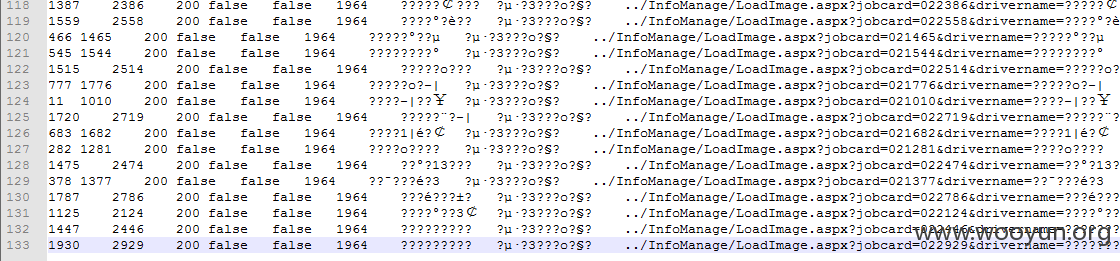 118 1387 2386 200 false false 1964 ?????₵??? ?µ·?3???o?§? ../InfoManage/LoadImage.aspx?jobcard=022386&drivername=?????₵
119 1559 2558 200 false false 1964 ????°?è?? ?µ·?3???o?§? ../InfoManage/LoadImage.aspx?jobcard=022558&drivername=????°?è
120 466 1465 200 false false 1964 ?????°??µ ?µ·?3???o?§? ../InfoManage/LoadImage.aspx?jobcard=021465&drivername=?????°??µ
121 545 1544 200 false false 1964 ????????° ?µ·?3???o?§? ../InfoManage/LoadImage.aspx?jobcard=021544&drivername=????????°
122 1515 2514 200 false false 1964 ?????o??? ?µ·?3???o?§? ../InfoManage/LoadImage.aspx?jobcard=022514&drivername=?????o
123 777 1776 200 false false 1964 ?????o?-| ?µ·?3???o?§? ../InfoManage/LoadImage.aspx?jobcard=021776&drivername=?????o?-|
124 11 1010 200 false false 1964 ????-|??¥ ?µ·?3???o?§? ../InfoManage/LoadImage.aspx?jobcard=021010&drivername=????-|??¥
125 1720 2719 200 false false 1964 ?????¨?-| ?µ·?3???o?§? ../InfoManage/LoadImage.aspx?jobcard=022719&drivername=?????¨
126 683 1682 200 false false 1964 ????1|é?₵ ?µ·?3???o?§? ../InfoManage/LoadImage.aspx?jobcard=021682&drivername=????1|é?₵
127 282 1281 200 false false 1964 ????o???? ?µ·?3???o?§? ../InfoManage/LoadImage.aspx?jobcard=021281&drivername=????o????
128 1475 2474 200 false false 1964 ??°?13??? ?µ·?3???o?§? ../InfoManage/LoadImage.aspx?jobcard=022474&drivername=??°?13?
129 378 1377 200 false false 1964 ??¯???é?3 ?µ·?3???o?§? ../InfoManage/LoadImage.aspx?jobcard=021377&drivername=??¯???é?3
130 1787 2786 200 false false 1964 ???é???±? ?µ·?3???o?§? ../InfoManage/LoadImage.aspx?jobcard=022786&drivername=???é???
131 1125 2124 200 false false 1964 ????°??3₵ ?µ·?3???o?§? ../InfoManage/LoadImage.aspx?jobcard=022124&drivername=????°??
132 1447 2446 200 false false 1964 ????????? ?µ·?3???o?§? ../InfoManage/LoadImage.aspx?jobcard=022446&drivername=???????
133 1930 2929 200 false false 1964 ????????? ?µ·?3???o?§? ../InfoManage/LoadImage.aspx?jobcard=022929&drivername=???????
www.wooyun.org